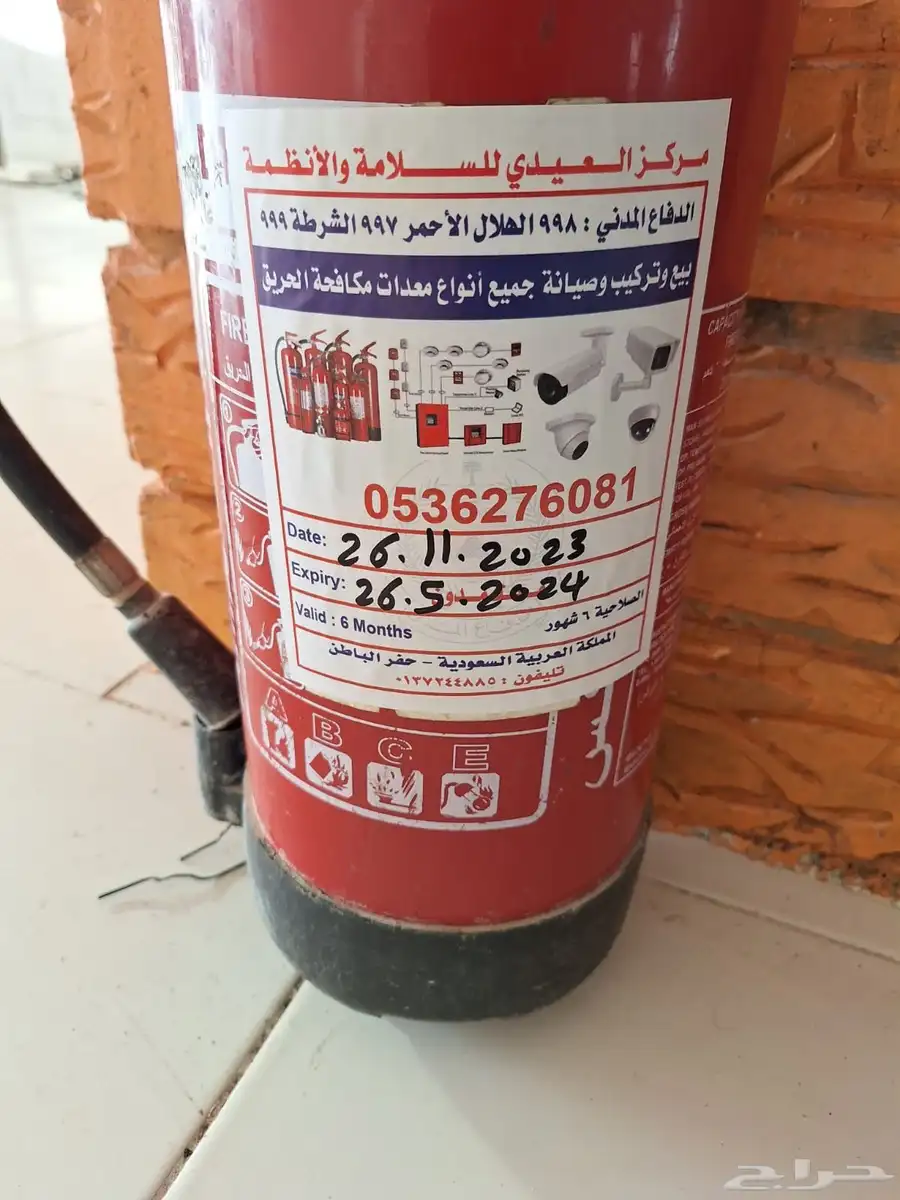 مركز العيدي للسلامة والأنظمة
الدفاع المدني : ٩٩٨ الهلال الأحمر ٩٩٧ الشرطة ٩٩٩
بيع وتركيب وصيانة جميع أنواع معدات مكافحة الحريق
0536276081
Date: 26.11.2023
Expiry: 26.5.2024
Valid : 6 Months الصلاحية ٦ شهور
المملكة العربية السعودية - حفر الباطن
تليفون : ٠١٣٧٢٤٤٨٨٥
FIRE
الحريق
A B C E
حراج